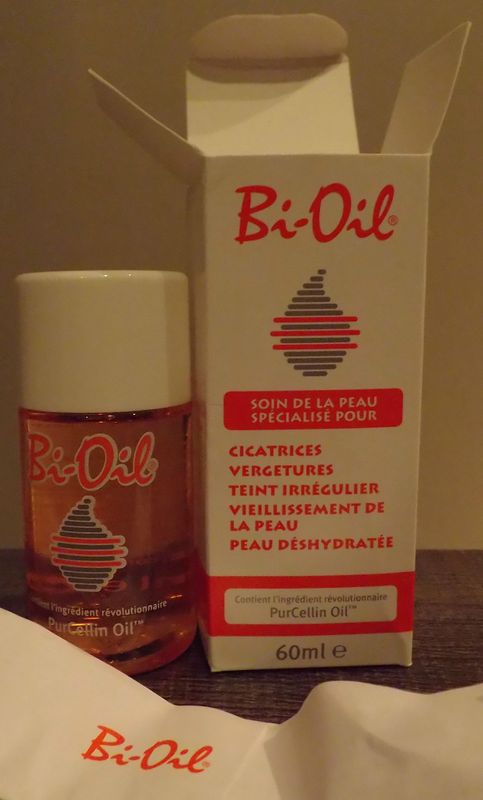 Bi-Oil®
SOIN DE LA PEAU
SPÉCIALISÉ POUR
CICATRICES
VERGETURES
TEINT IRRÉGULIER
VIEILLISSEMENT DE
LA PEAU
PEAU DÉSHYDRATÉE
Contient l'ingrédient révolutionnaire
PurCellin Oil™
60ml e
Bi-Oil®
Contient l'ingrédient révolutionnaire
PurCellin Oil™
Bi-Oil®